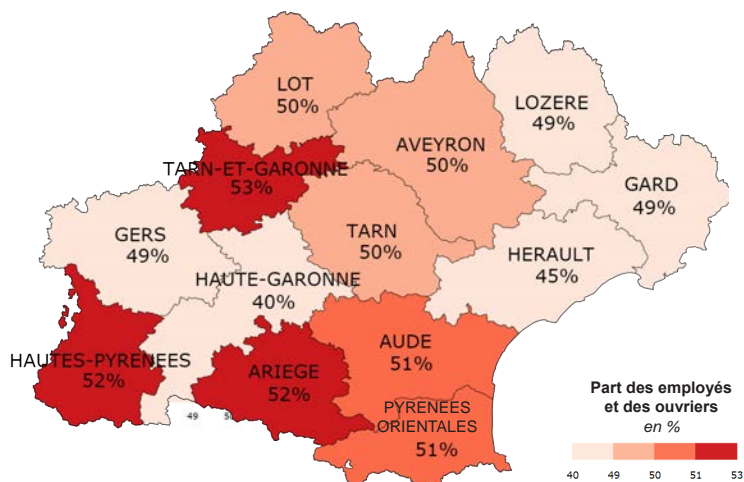 LOT
50%
LOZERE
49%
AVEYRON
50%
TARN-ET-GARONNE
53%
GARD
49%
GERS
49%
TARN
50%
HERAULT
45%
HAUTE-GARONNE
40%
HAUTES-PYRENEES
52%
ARIEGE
52%
AUDE
51%
PYRENEES
ORIENTALES
51%
49
Part des employés
et des ouvriers
en %
40 49 50 51 53